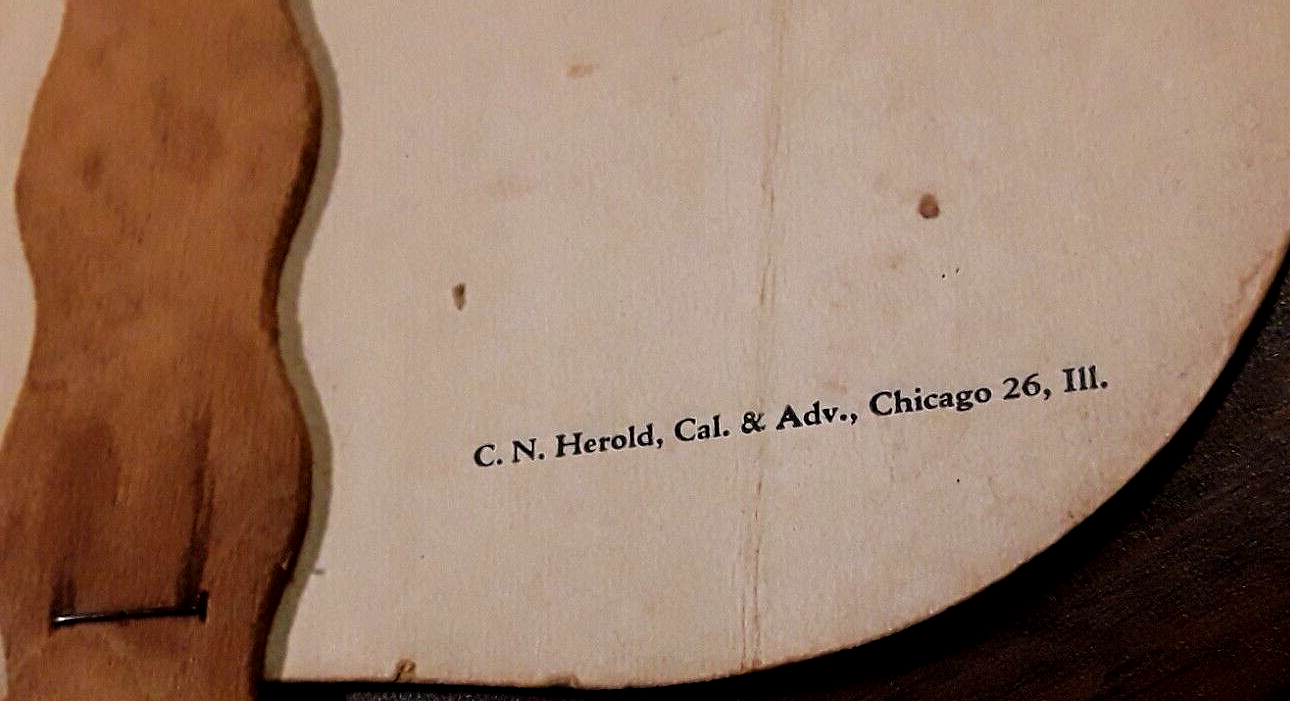 C. N. Herold, Cal. & Adv., Chicago 26, Ill.